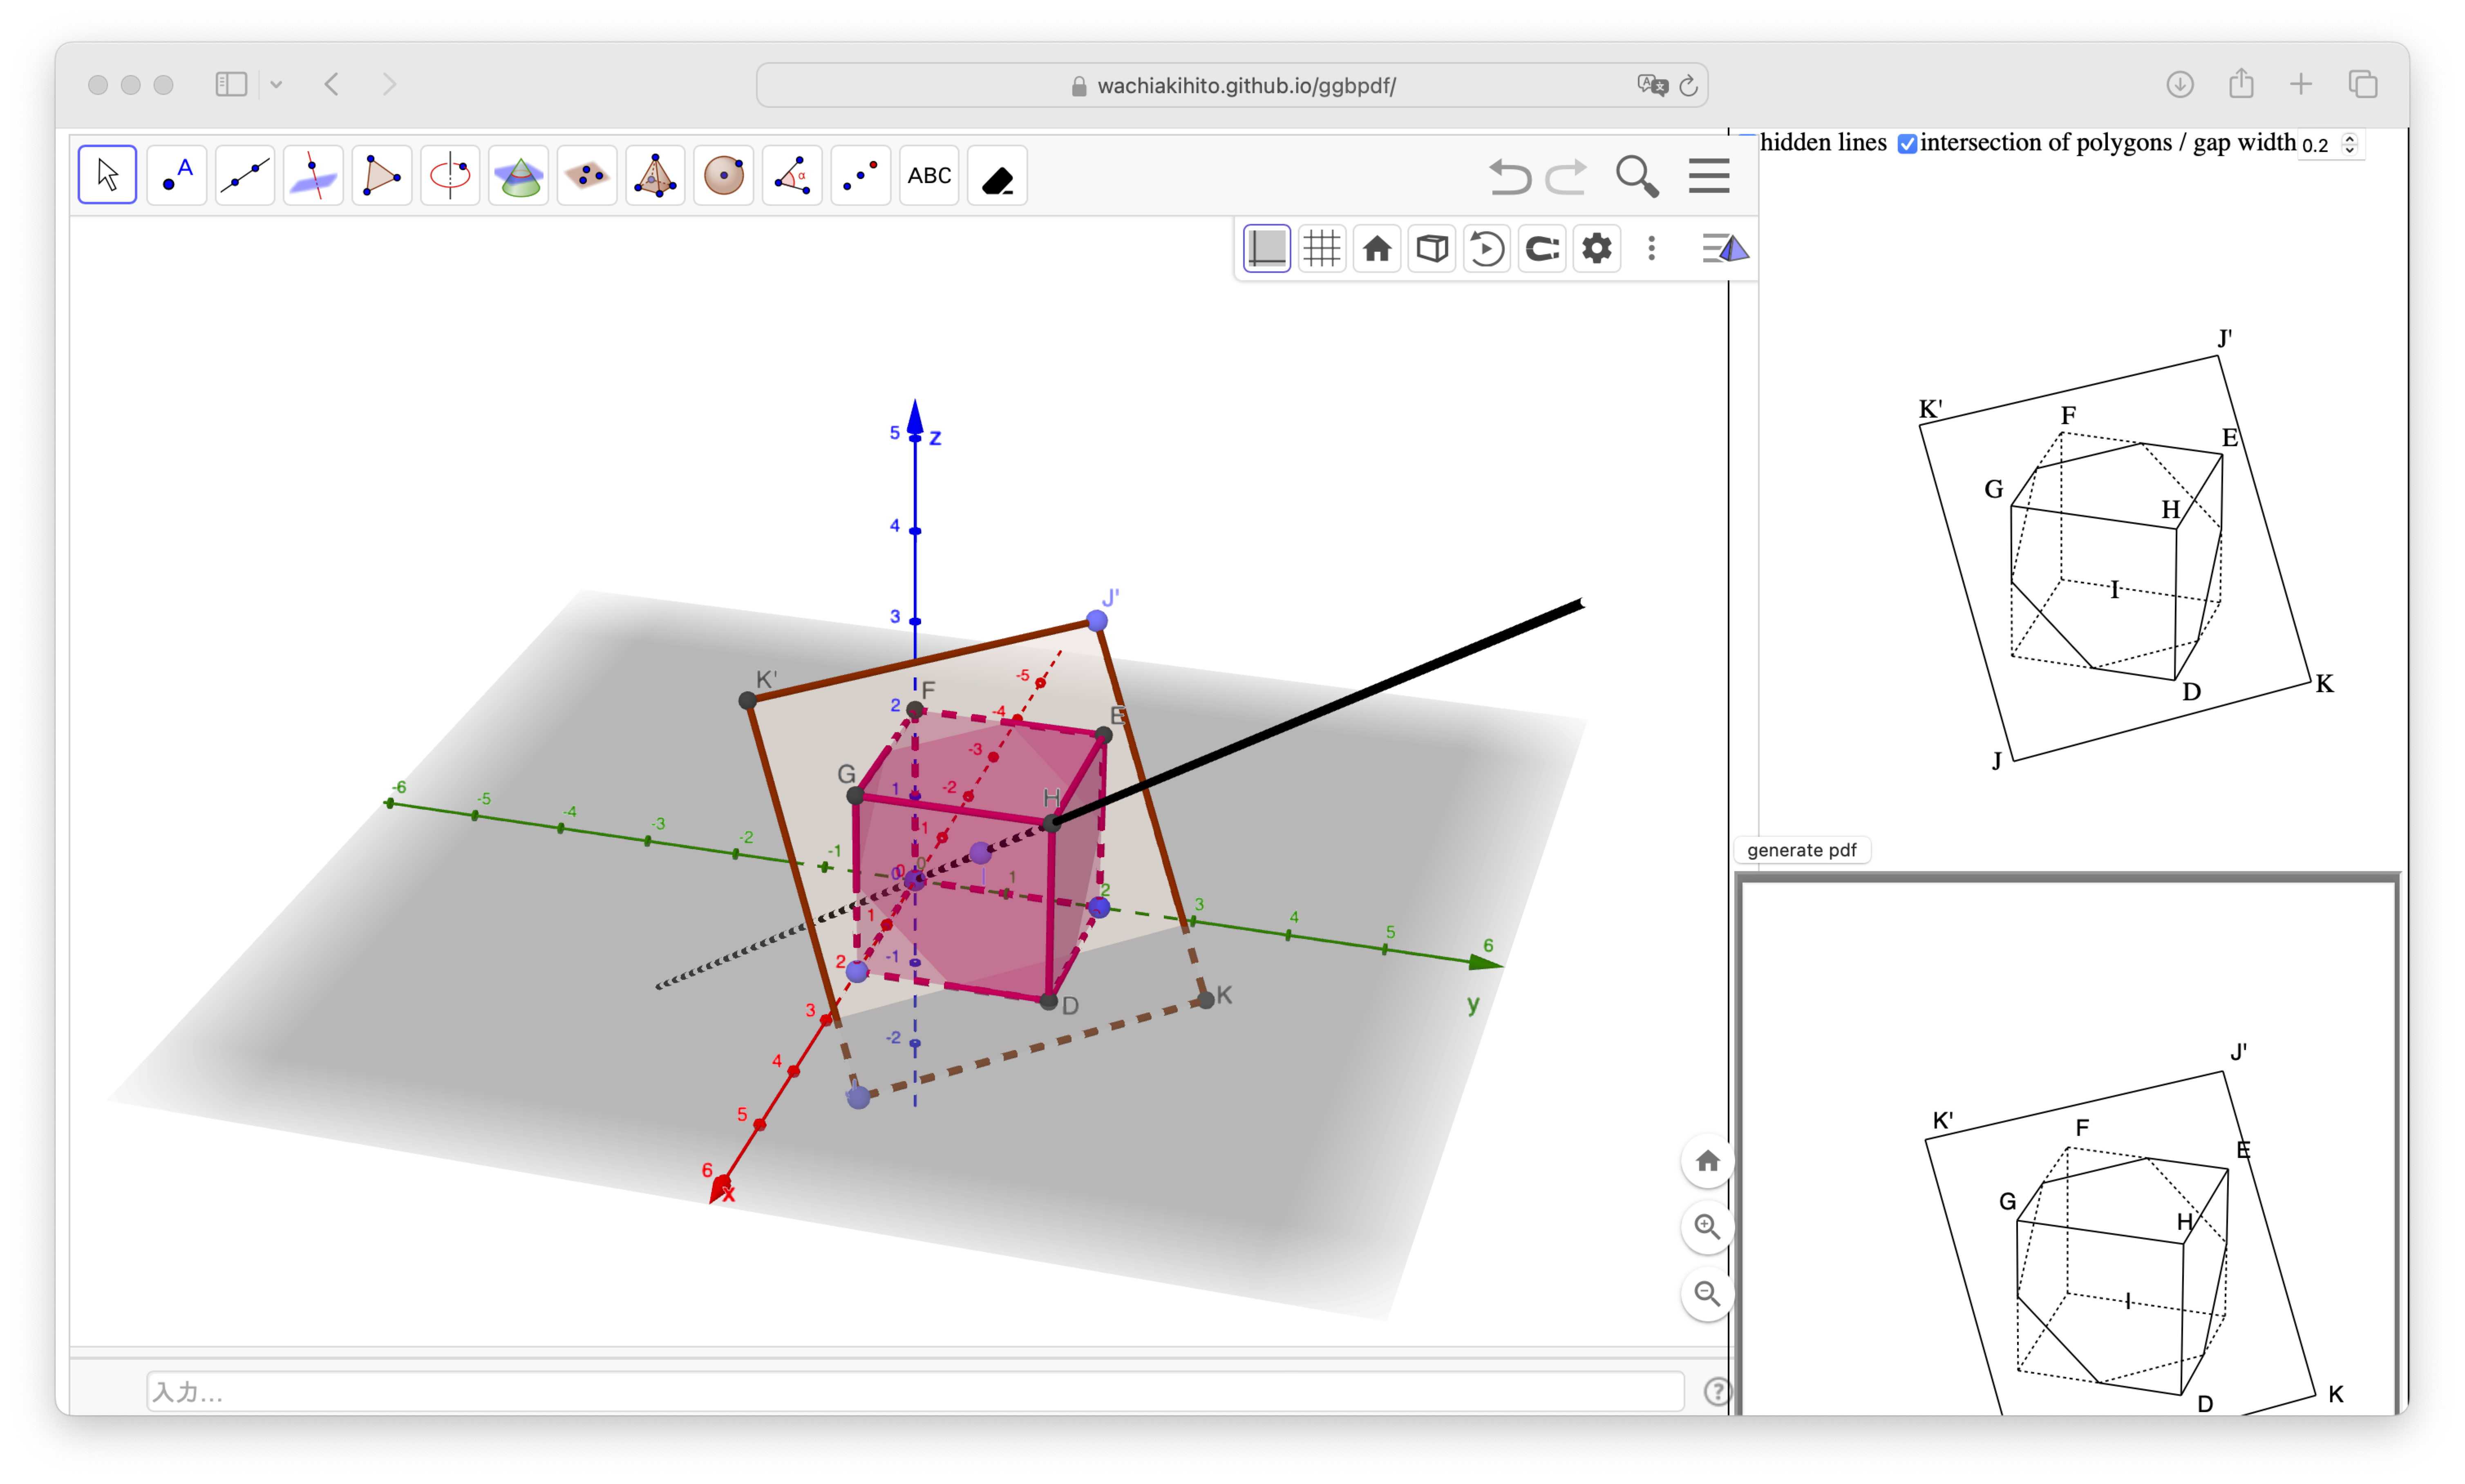 wachiakihito.github.io/ggbpdf/
hidden lines intersection of polygons / gap width 0.2
A
α
ABC
5 z
4
3
J'
K'
-5
F
2
-4
E
-3
G
-6
1
-2
H
-5
-4
-3
-2
-1
1
0
0
0
I
1
2
3
4
5
6
1
2
-1
3
D
K
y
-2
4
5
6
x
入力...
J'
K'
F
E
G
H
I
D
K
J
generate pdf
J'
K'
F
E
G
H
I
D
K